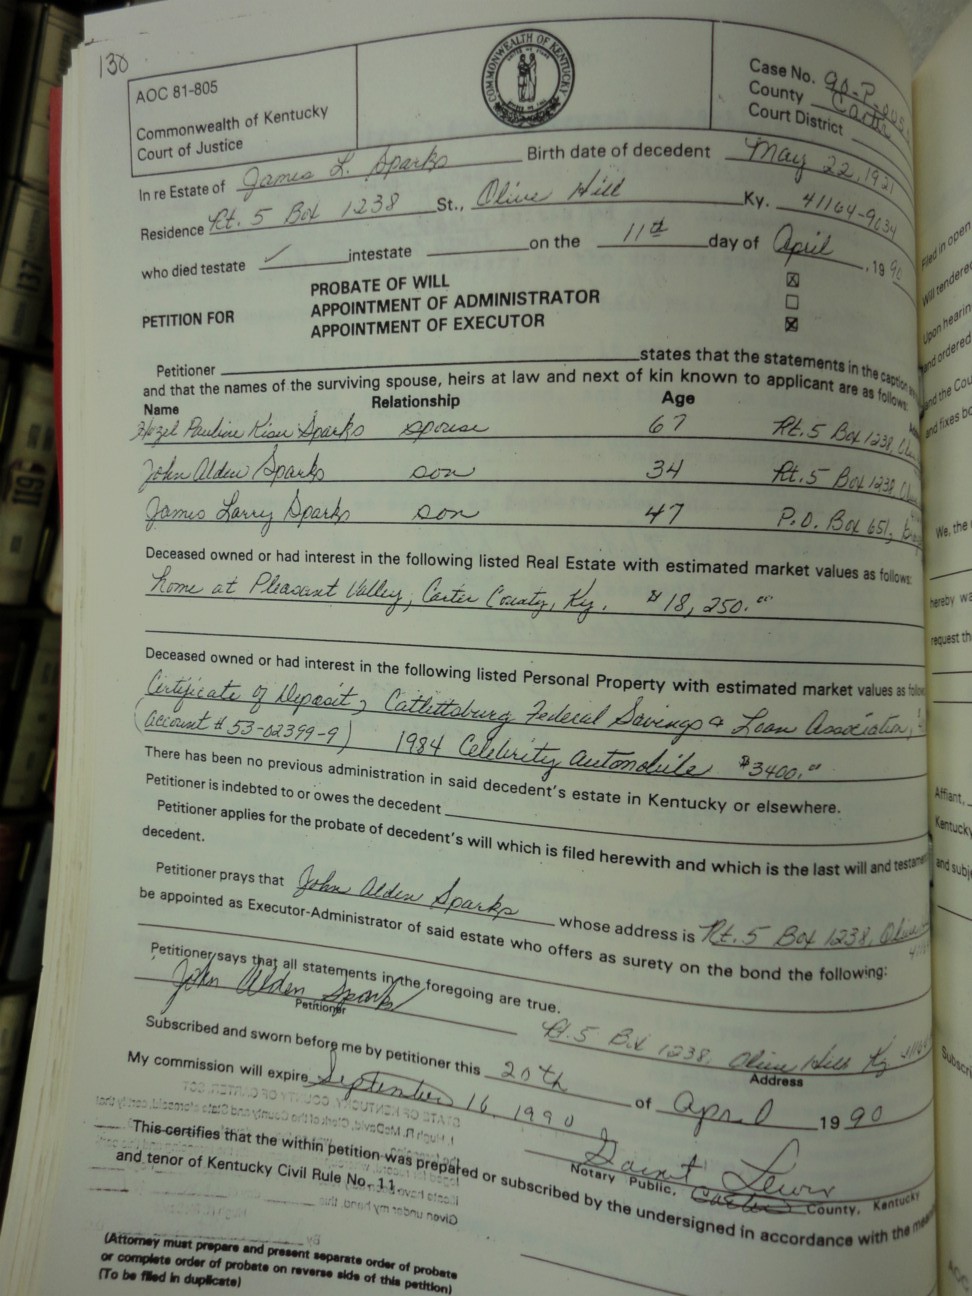 130
AOC 81-805
Commonwealth of Kentucky
Court of Justice
COMMONWEALTH OF KENTUCKY
Case No. 90-P-
County Carter
Court District
In re Estate of James L. Sparks Birth date of decedent May 22, 1921
Residence Rt. 5 Box 1238 St., Olive Hill Ky. 41164-9634
who died testate ✓ intestate on the 11th day of April , 19 90
PETITION FOR
PROBATE OF WILL ☒
APPOINTMENT OF ADMINISTRATOR ☐
APPOINTMENT OF EXECUTOR ☒
Petitioner states that the statements in the caption
and that the names of the surviving spouse, heirs at law and next of kin known to applicant are as follows:
Name Relationship Age
Hazel Pauline Kiser Sparks spouse 67 Rt. 5 Box 1238,
John Alden Sparks son 34 Rt. 5 Box 1238,
James Larry Sparks son 47 P.O. Box 651,
Deceased owned or had interest in the following listed Real Estate with estimated market values as follows:
home at Pleasant Valley, Carter County, Ky. $18,250.00
Deceased owned or had interest in the following listed Personal Property with estimated market values as
Certificate of Deposit, Catlettsburg Federal Savings & Loan Association,
(account # 53-02399-9) 1984 Celebrity Automobile $3400.00
There has been no previous administration in said decedent's estate in Kentucky or elsewhere.
Petitioner is indebted to or owes the decedent
Petitioner applies for the probate of decedent's will which is filed herewith and which is the last will and
decedent.
Petitioner prays that John Alden Sparks whose address is Rt. 5 Box 1238, Olive
be appointed as Executor-Administrator of said estate who offers as surety on the bond the following:
Petitioner says that all statements in the foregoing are true.
John Alden Sparks
Petitioner
Rt. 5 Box 1238, Olive Hill Ky
Address
Subscribed and sworn before me by petitioner this 20th of April 1990
My commission will expire September 16, 1990
Lewis
Notary Public, Carter County, Kentucky
This certifies that the within petition was prepared or subscribed by the undersigned in accordance with the
and tenor of Kentucky Civil Rule No. 11.
(Attorney must prepare and present separate order of probate
or complete order of probate on reverse side of this petition)
(To be filed in duplicate)